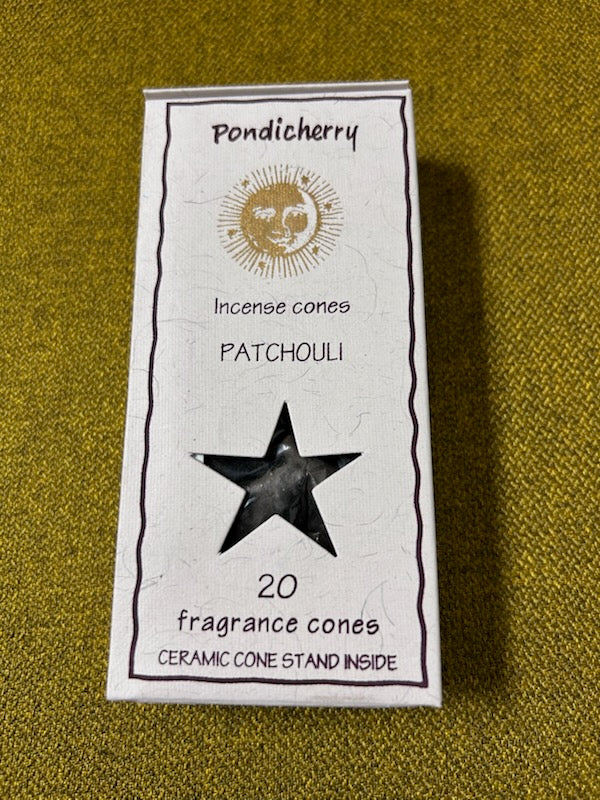 Pondicherry
Incense cones
PATCHOULI
20
fragrance cones
CERAMIC CONE STAND INSIDE